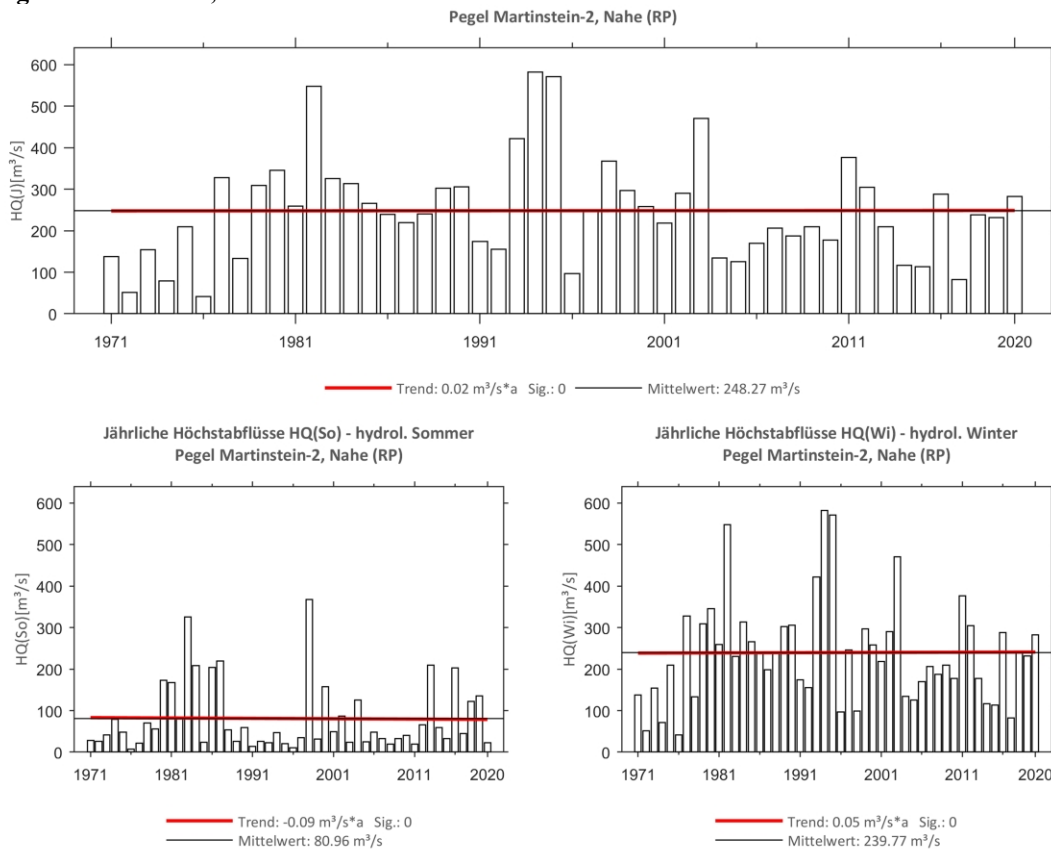 Pegel Martinstein-2, Nahe (RP)
600
500
400
300
200
100
0
HQ(J)[m³/s]
1971 1981 1991 2001 2011 2020
Trend: 0.02 m³/s*a Sig.: 0 Mittelwert: 248.27 m³/s
Jährliche Höchstabflüsse HQ(So) - hydrol. Sommer
Pegel Martinstein-2, Nahe (RP)
600
500
400
300
200
100
0
HQ(So)[m³/s]
1971 1981 1991 2001 2011 2020
Trend: -0.09 m³/s*a Sig.: 0
Mittelwert: 80.96 m³/s
Jährliche Höchstabflüsse HQ(Wi) - hydrol. Winter
Pegel Martinstein-2, Nahe (RP)
600
500
400
300
200
100
0
HQ(Wi)[m³/s]
1971 1981 1991 2001 2011 2020
Trend: 0.05 m³/s*a Sig.: 0
Mittelwert: 239.77 m³/s